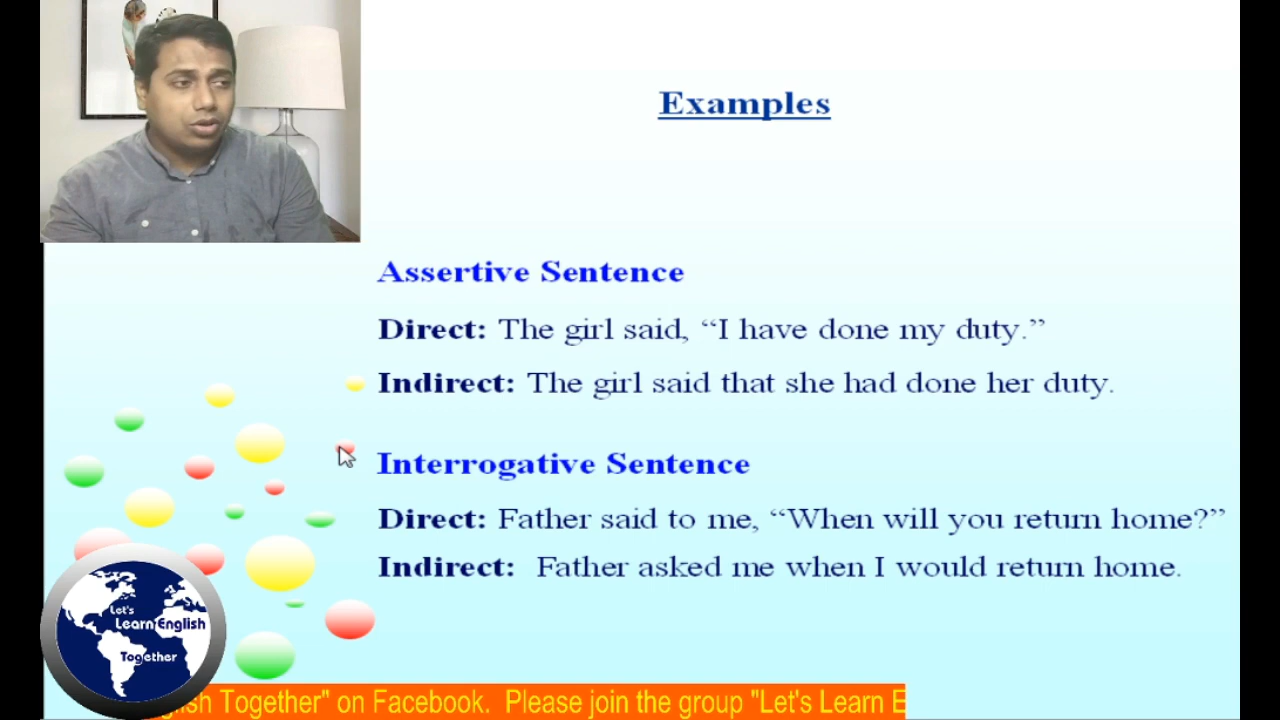 Examples
Assertive Sentence
Direct: The girl said, “I have done my duty.”
Indirect: The girl said that she had done her duty.
Interrogative Sentence
Direct: Father said to me, “When will you return home?”
Indirect: Father asked me when I would return home.
Let's
Learn English
Together
Together" on Facebook. Please join the group "Let's Learn E